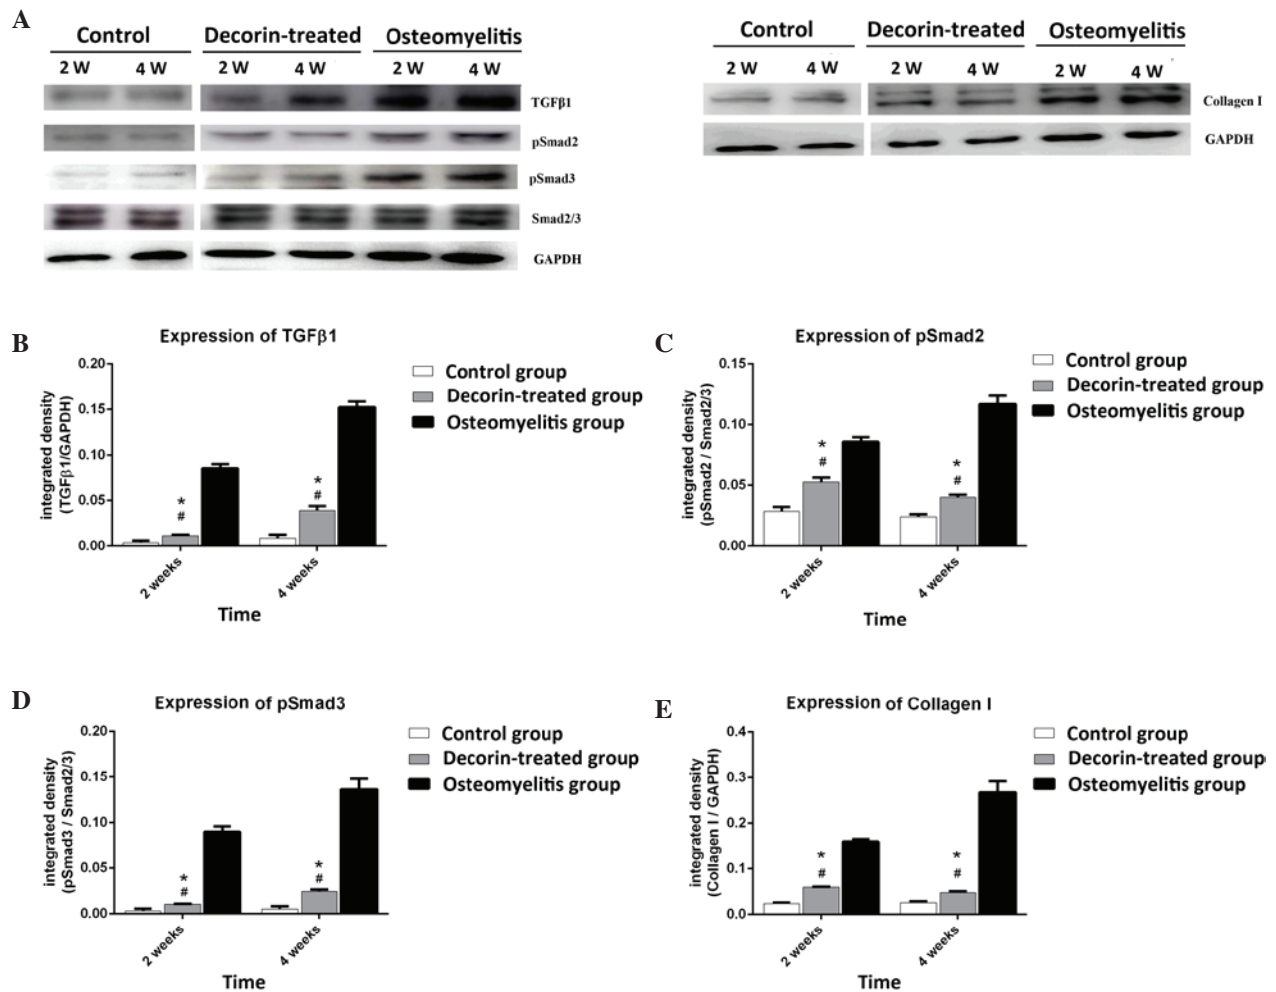 A
Control Decorin-treated Osteomyelitis
2 W 4 W 2 W 4 W 2 W 4 W
TGFβ1
pSmad2
pSmad3
Smad2/3
GAPDH
Control Decorin-treated Osteomyelitis
2 W 4 W 2 W 4 W 2 W 4 W
Collagen I
GAPDH
B
Expression of TGFβ1
integrated density
(TGFβ1/GAPDH)
0.20
0.15
0.10
0.05
0.00
*
#
*
#
2 weeks
4 weeks
Time
Control group
Decorin-treated group
Osteomyelitis group
C
Expression of pSmad2
integrated density
(pSmad2 / Smad2/3)
0.15
0.10
0.05
0.00
*
#
*
#
2 weeks
4 weeks
Time
Control group
Decorin-treated group
Osteomyelitis group
D
Expression of pSmad3
integrated density
(pSmad3 / Smad2/3)
0.20
0.15
0.10
0.05
0.00
*
#
*
#
2 weeks
4 weeks
Time
Control group
Decorin-treated group
Osteomyelitis group
E
Expression of Collagen I
integrated density
(Collagen I / GAPDH)
0.4
0.3
0.2
0.1
0.0
*
#
*
#
2 weeks
4 weeks
Time
Control group
Decorin-treated group
Osteomyelitis group